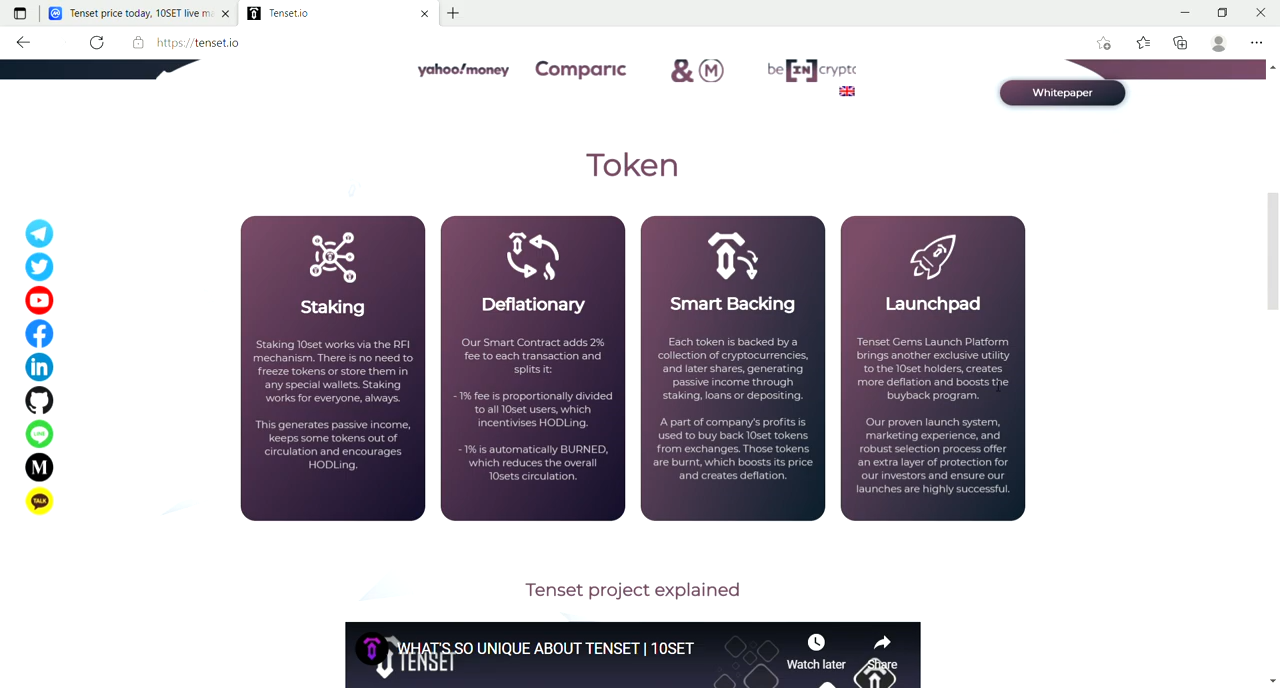 Tenset price today, 10SET live ma
Tenset.io
https://tenset.io
yahoo!money
Comparic
& M
be[IN]crypto
Whitepaper
Token
Staking
Staking 10set works via the RFI
mechanism. There is no need to
freeze tokens or store them in
any special wallets. Staking
works for everyone, always.
This generates passive income,
keeps some tokens out of
circulation and encourages
HODLing.
Deflationary
Our Smart Contract adds 2%
fee to each transaction and
splits it:
- 1% fee is proportionally divided
to all 10set users, which
incentivises HODLing.
- 1% is automatically BURNED,
which reduces the overall
10sets circulation.
Smart Backing
Each token is backed by a
collection of cryptocurrencies,
and later shares, generating
passive income through
staking, loans or depositing.
A part of company's profits is
used to buy back 10set tokens
from exchanges. Those tokens
are burnt, which boosts its price
and creates deflation.
Launchpad
Tenset Gems Launch Platform
brings another exclusive utility
to the 10set holders, creates
more deflation and boosts the
buyback program.
Our proven launch system,
marketing experience, and
robust selection process offer
an extra layer of protection for
our investors and ensure our
launches are highly successful.
LINE
M
TALK
Tenset project explained
WHAT'S SO UNIQUE ABOUT TENSET | 10SET
TENSET
Watch later
Share